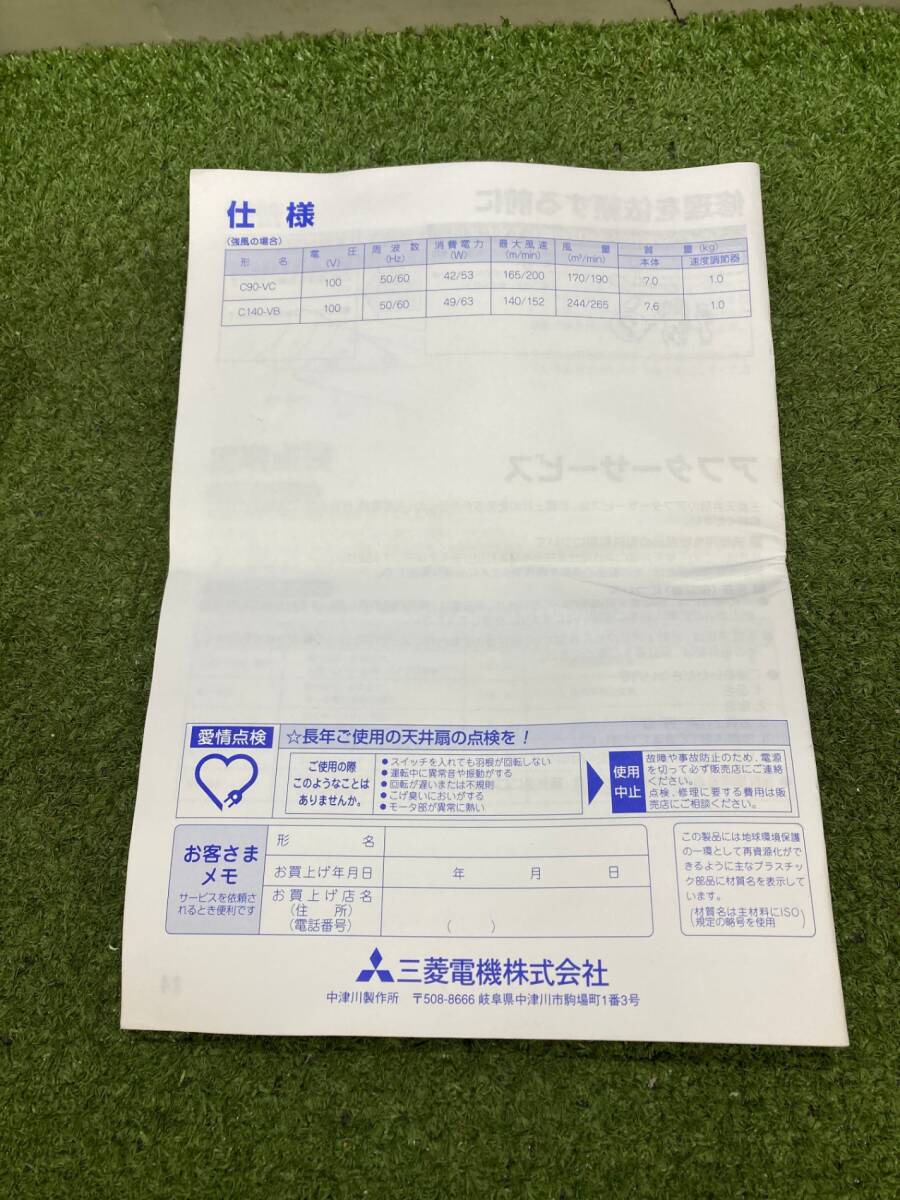 仕様
(強風の場合)
形名 電圧(V) 周波数(Hz) 消費電力(W) 最大風速(m/min) 風量(m³/min) 質量(kg) 本体 速度調節器
C90-VC 100 50/60 42/53 165/200 170/190 7.0 1.0
C140-VB 100 50/60 49/63 140/152 244/265 7.6 1.0
修理を依頼する前に
アフターサービス
愛情点検
☆長年ご使用の天井扇の点検を!
ご使用の際
このようなことは
ありませんか。
●スイッチを入れても羽根が回転しない
●運転中に異常音や振動がする
●回転が遅いまたは不規則
●こげ臭いにおいがする
●モータ部が異常に熱い
使用
中止
故障や事故防止のため、電源
を切って必ず販売店にご連絡
ください。
点検、修理に要する費用は販
売店にご相談ください。
お客さま
メモ
サービスを依頼さ
れるとき便利です
形名
お買上げ年月日 年 月 日
お買上げ店名
(住所)
(電話番号) ( )
この製品には地球環境保護
の一環として再資源化がで
きるように主なプラスチッ
ク部品に材質名を表示して
います。
(材質名は主材料にISO
規定の略号を使用)
三菱電機株式会社
中津川製作所 〒508-8666 岐阜県中津川市駒場町1番3号